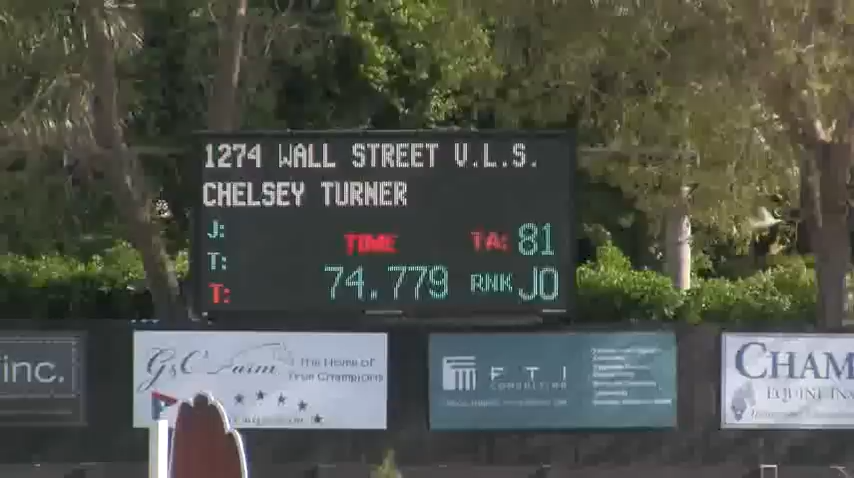 1274 WALL STREET V.L.S.
CHELSEY TURNER
J:
TIME
TA: 81
T:
74.779
RNK JO
T:
inc.
G&C Farm
The Home of
True Champions
FTI
CONSULTING
CHAM
EQUINE INS